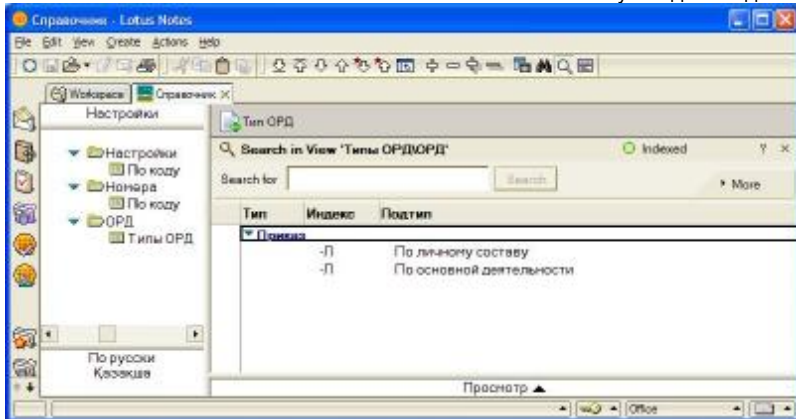 Справочник - Lotus Notes
File Edit View Create Actions Help
Workspace Справочник
Настройки
Тип ОРД
Настройки
По коду
Номера
По коду
ОРД
Типы ОРД
Search in View 'Типы ОРД\ОРД' Indexed ? ×
Search for Search More
Тип Индекс Подтип
Приказ
-Л По личному составу
-Л По основной деятельности
По русски
Қазақша
Просмотр
Office